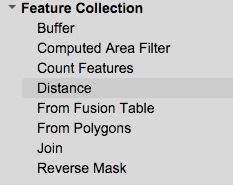 Feature Collection
Buffer
Computed Area Filter
Count Features
Distance
From Fusion Table
From Polygons
Join
Reverse Mask